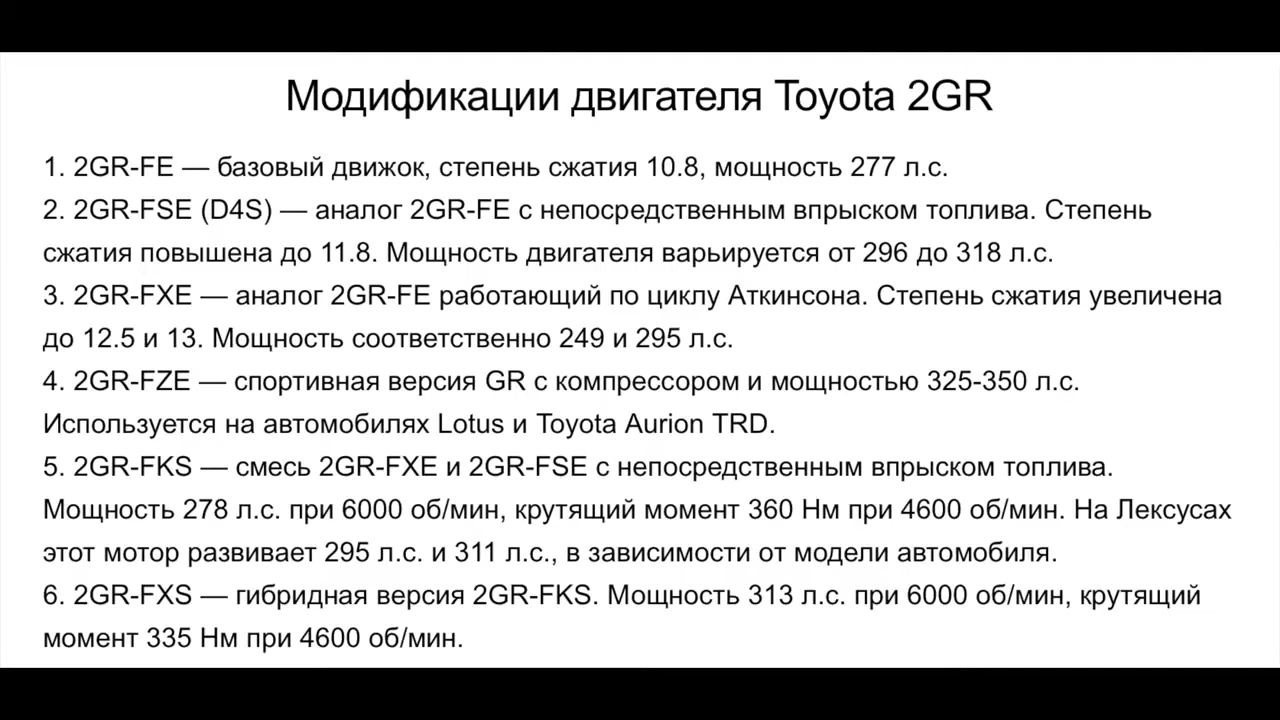 Модификации двигателя Toyota 2GR
1. 2GR-FE — базовый движок, степень сжатия 10.8, мощность 277 л.с.
2. 2GR-FSE (D4S) — аналог 2GR-FE с непосредственным впрыском топлива. Степень
сжатия повышена до 11.8. Мощность двигателя варьируется от 296 до 318 л.с.
3. 2GR-FXE — аналог 2GR-FE работающий по циклу Аткинсона. Степень сжатия увеличена
до 12.5 и 13. Мощность соответственно 249 и 295 л.с.
4. 2GR-FZE — спортивная версия GR с компрессором и мощностью 325-350 л.с.
Используется на автомобилях Lotus и Toyota Aurion TRD.
5. 2GR-FKS — смесь 2GR-FXE и 2GR-FSE с непосредственным впрыском топлива.
Мощность 278 л.с. при 6000 об/мин, крутящий момент 360 Нм при 4600 об/мин. На Лексусах
этот мотор развивает 295 л.с. и 311 л.с., в зависимости от модели автомобиля.
6. 2GR-FXS — гибридная версия 2GR-FKS. Мощность 313 л.с. при 6000 об/мин, крутящий
момент 335 Нм при 4600 об/мин.